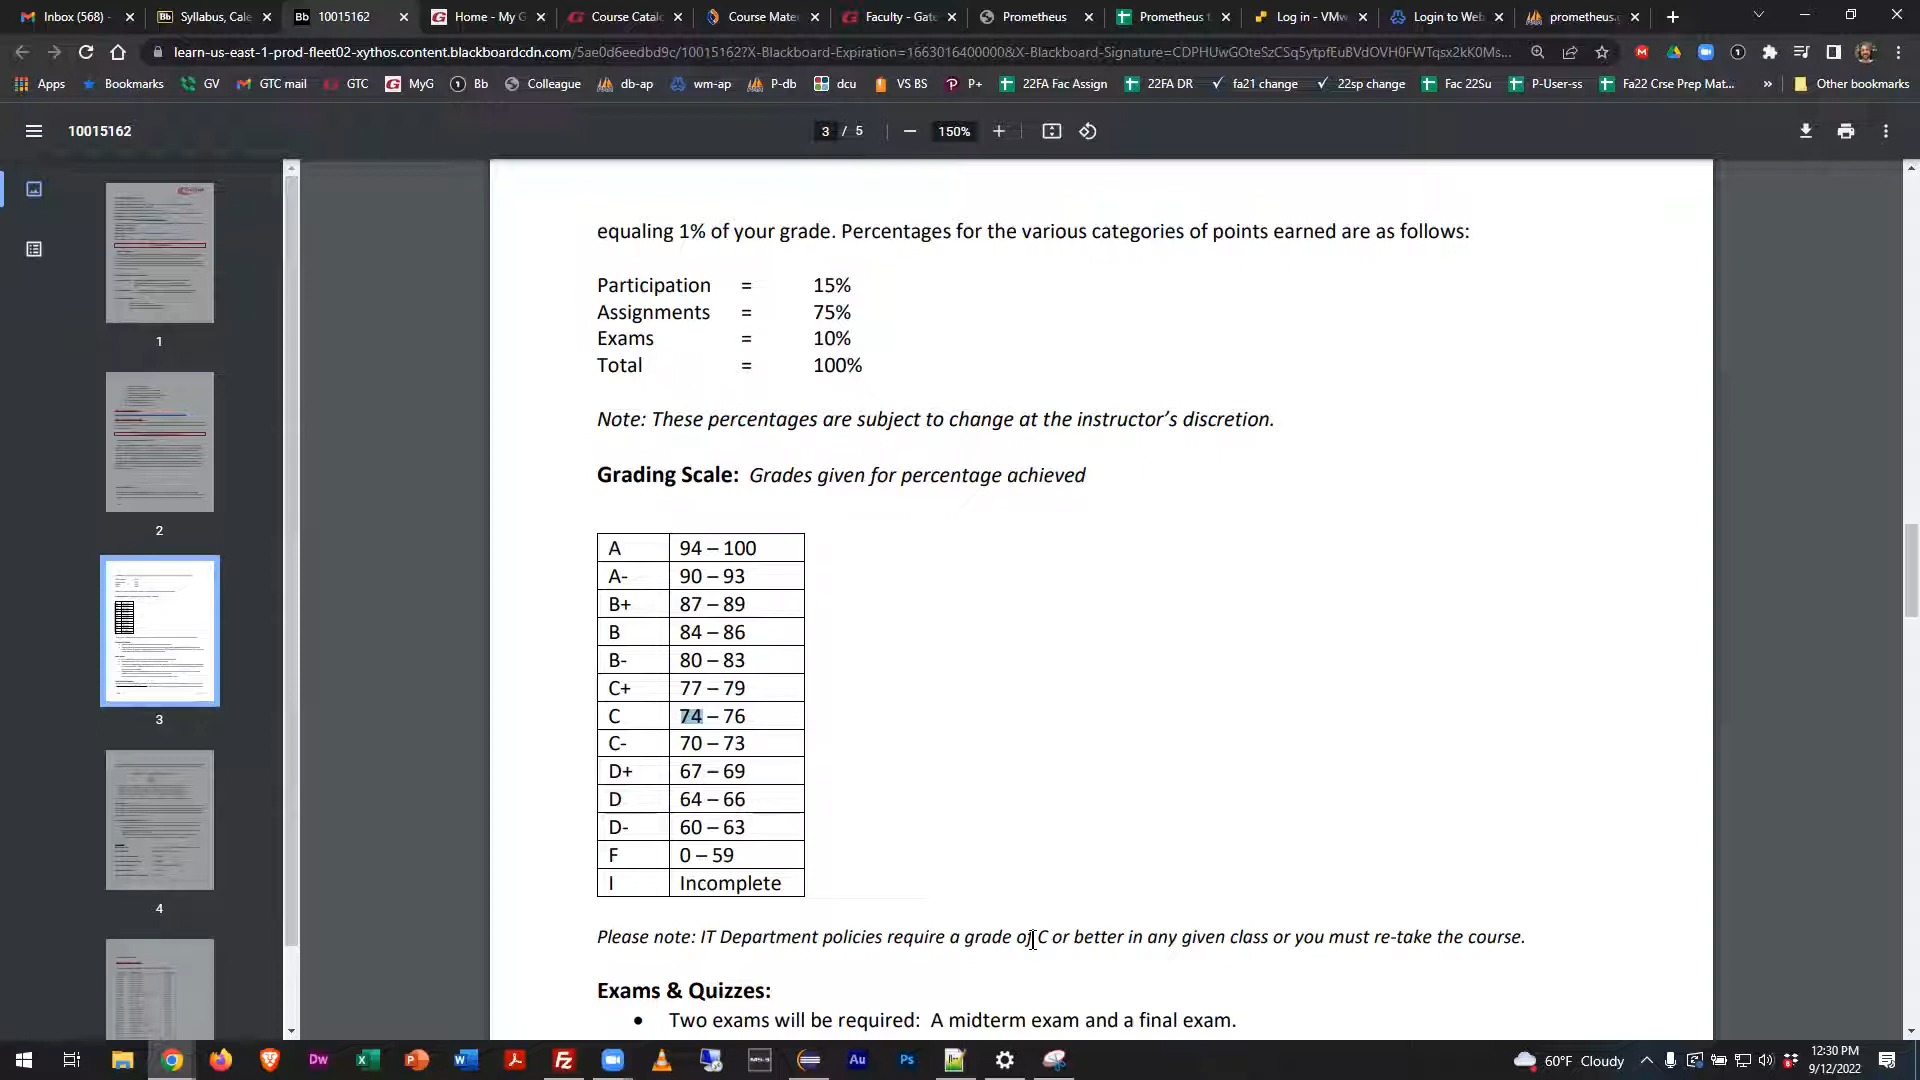 Inbox (568) -
Syllabus, Cale
10015162
Home - My G
Course Catalo
Course Mater
Faculty - Gate
Prometheus
Prometheus t
Log in - VMw
Login to Web
prometheus.g
learn-us-east-1-prod-fleet02-xythos.content.blackboardcdn.com/5ae0d6eedbd9c/10015162?X-Blackboard-Expiration=1663016400000&X-Blackboard-Signature=CDPHUwGOteSzCSq5ytpfEuBVdOVH0FWTqsx2kK0Ms...
Apps
Bookmarks
GV
GTC mail
GTC
MyG
Bb
Colleague
db-ap
wm-ap
P-db
dcu
VS BS
P+
22FA Fac Assign
22FA DR
fa21 change
22sp change
Fac 22Su
P-User-ss
Fa22 Crse Prep Mat...
»
Other bookmarks
10015162
3 / 5
150%
equaling 1% of your grade. Percentages for the various categories of points earned are as follows:
Participation = 15%
Assignments = 75%
Exams = 10%
Total = 100%
Note: These percentages are subject to change at the instructor’s discretion.
Grading Scale: Grades given for percentage achieved
A 94 – 100
A- 90 – 93
B+ 87 – 89
B 84 – 86
B- 80 – 83
C+ 77 – 79
C 74 – 76
C- 70 – 73
D+ 67 – 69
D 64 – 66
D- 60 – 63
F 0 – 59
I Incomplete
Please note: IT Department policies require a grade of C or better in any given class or you must re-take the course.
Exams & Quizzes:
• Two exams will be required: A midterm exam and a final exam.
1
2
3
4
60°F Cloudy
12:30 PM
9/12/2022